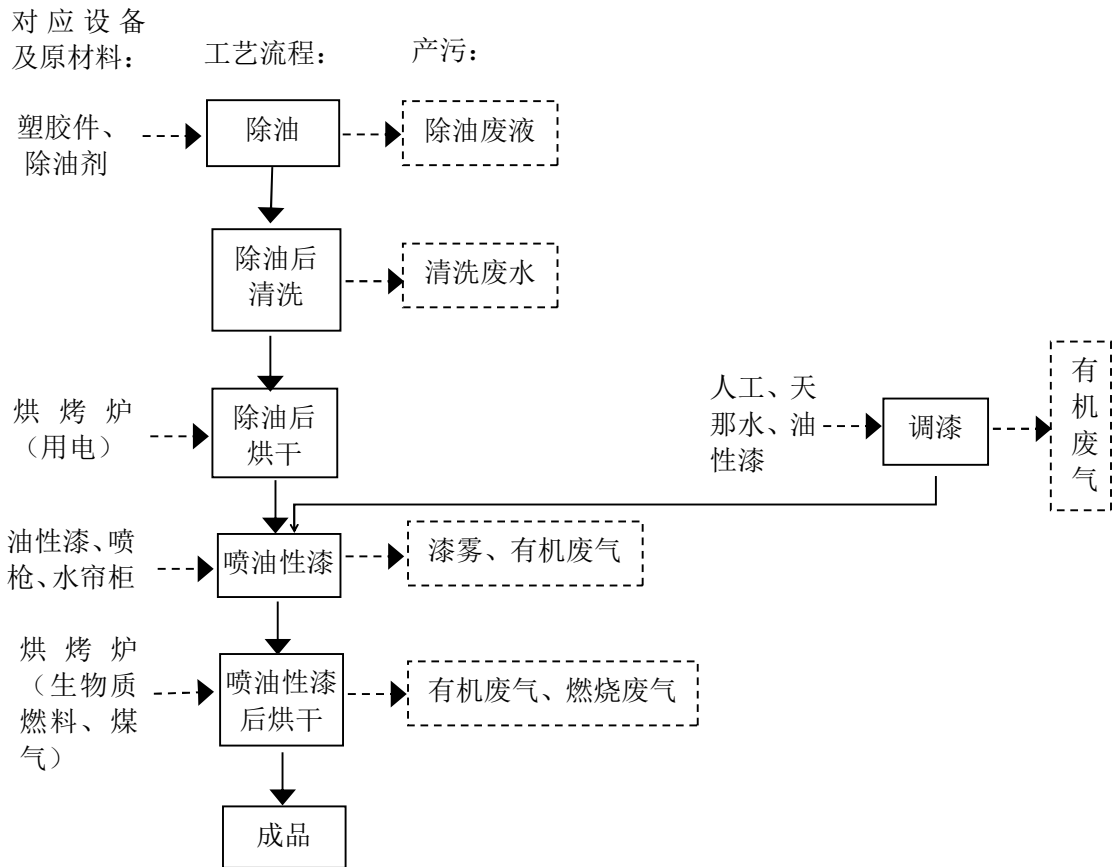 对应设备
及原材料：
工艺流程：
产污：
塑胶件、
除油剂
除油
除油废液
除油后
清洗
清洗废水
烘烤炉
（用电）
除油后
烘干
人工、天
那水、油
性漆
调漆
有
机
废
气
油性漆、喷
枪、水帘柜
喷油性漆
漆雾、有机废气
烘烤炉
（生物质
燃料、煤
气）
喷油性漆
后烘干
有机废气、燃烧废气
成品